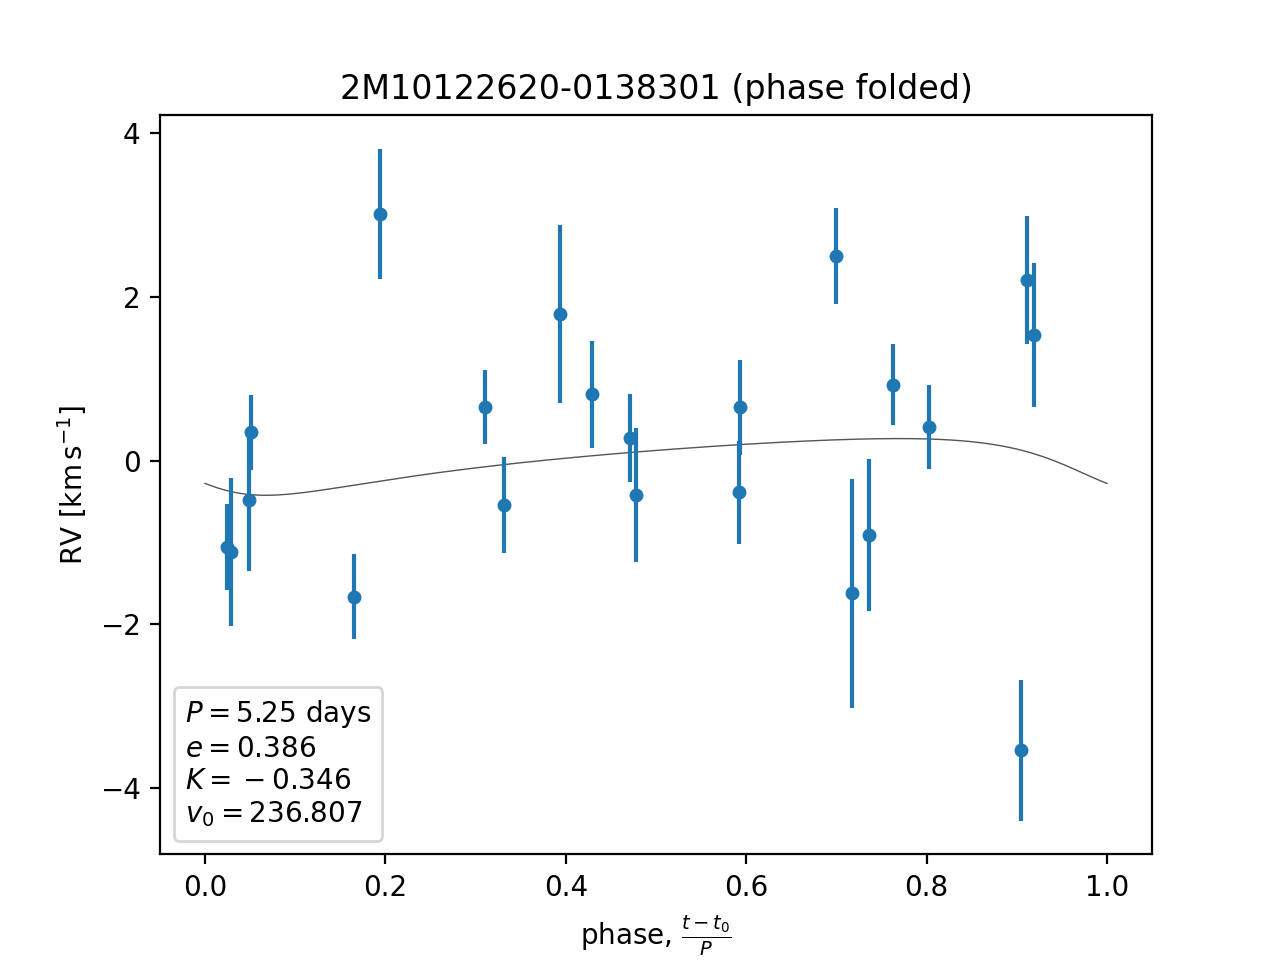 2M10122620-0138301 (phase folded)
4
2
0
−2
−4
RV [km s⁻¹]
P = 5.25 days
e = 0.386
K = −0.346
v₀ = 236.807
0.0 0.2 0.4 0.6 0.8 1.0
phase, (t − t₀)/P